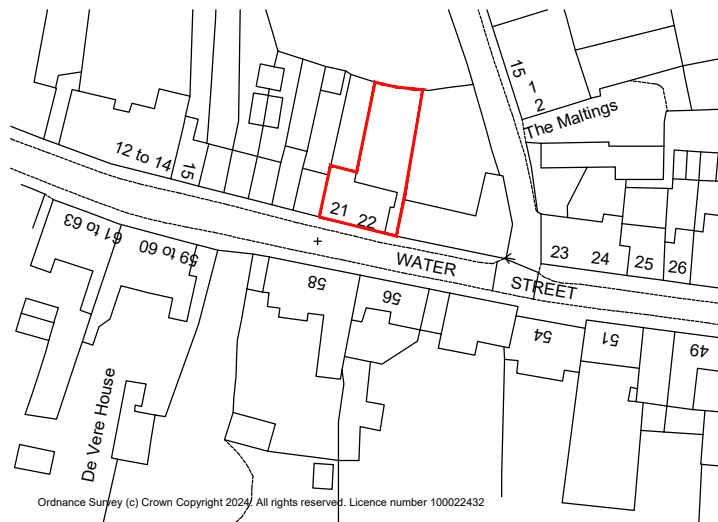 15
1
2
The Maltings
12 to 14
15
21
22
61 to 63
59 to 60
WATER
STREET
23
24
25
26
58
56
54
51
49
De Vere House
Ordnance Survey (c) Crown Copyright 2024. All rights reserved. Licence number 100022432